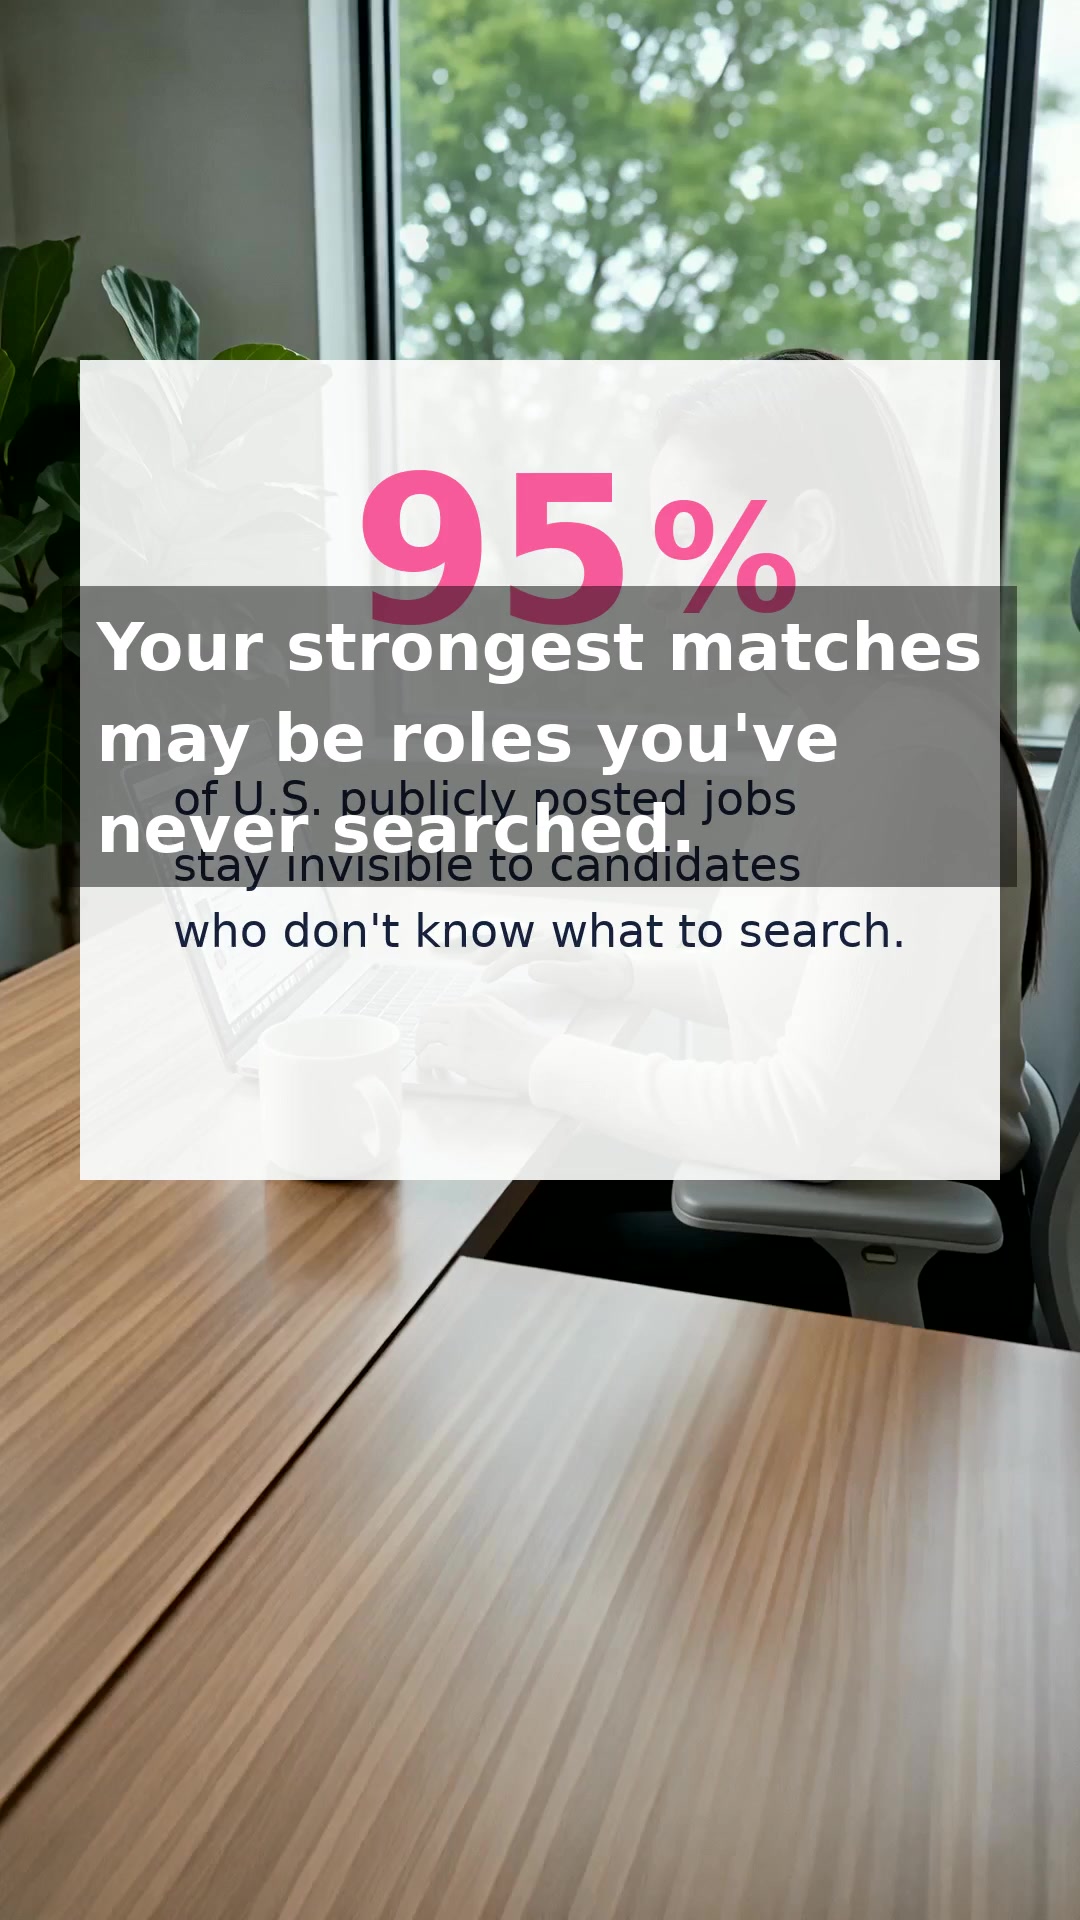 95%
Your strongest matches
may be roles you've
never searched.
of U.S. publicly posted jobs
stay invisible to candidates
who don't know what to search.